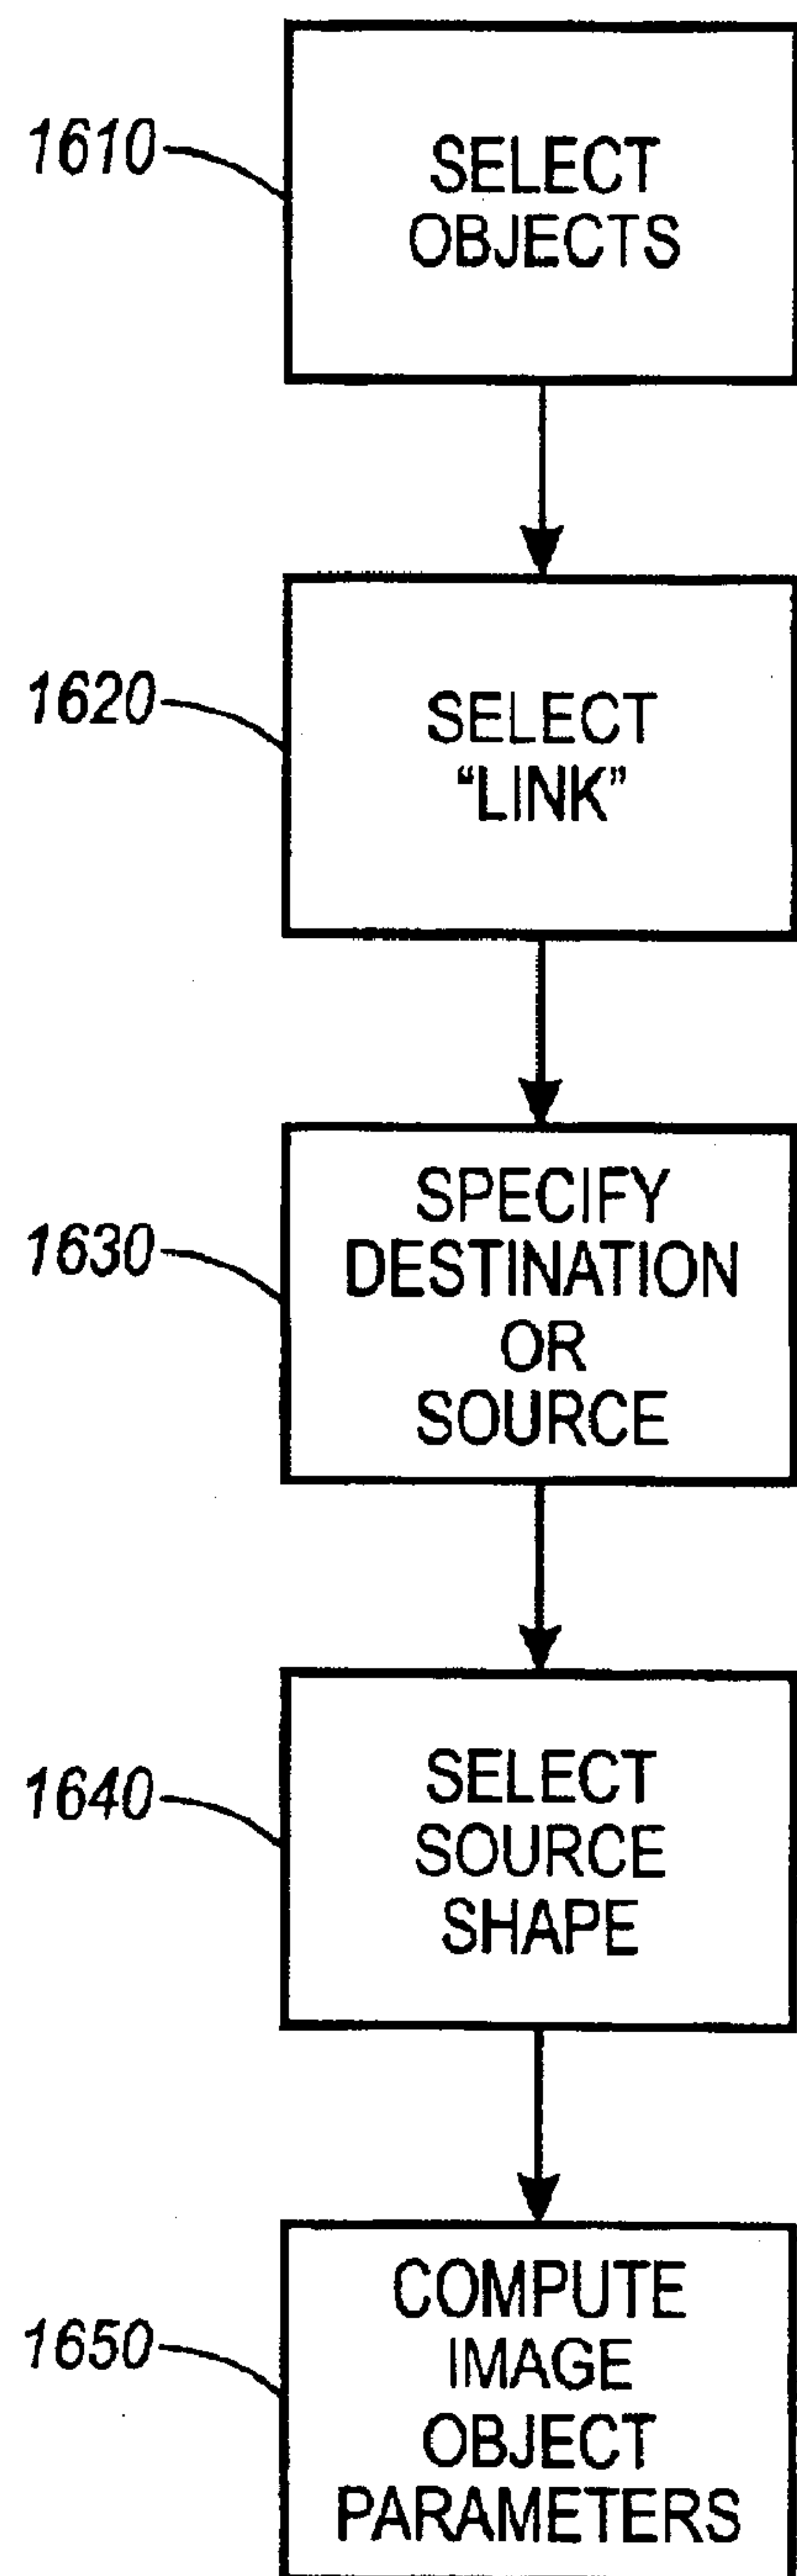 1610
SELECT
OBJECTS
1620
SELECT
“LINK”
1630
SPECIFY
DESTINATION
OR
SOURCE
1640
SELECT
SOURCE
SHAPE
1650
COMPUTE
IMAGE
OBJECT
PARAMETERS